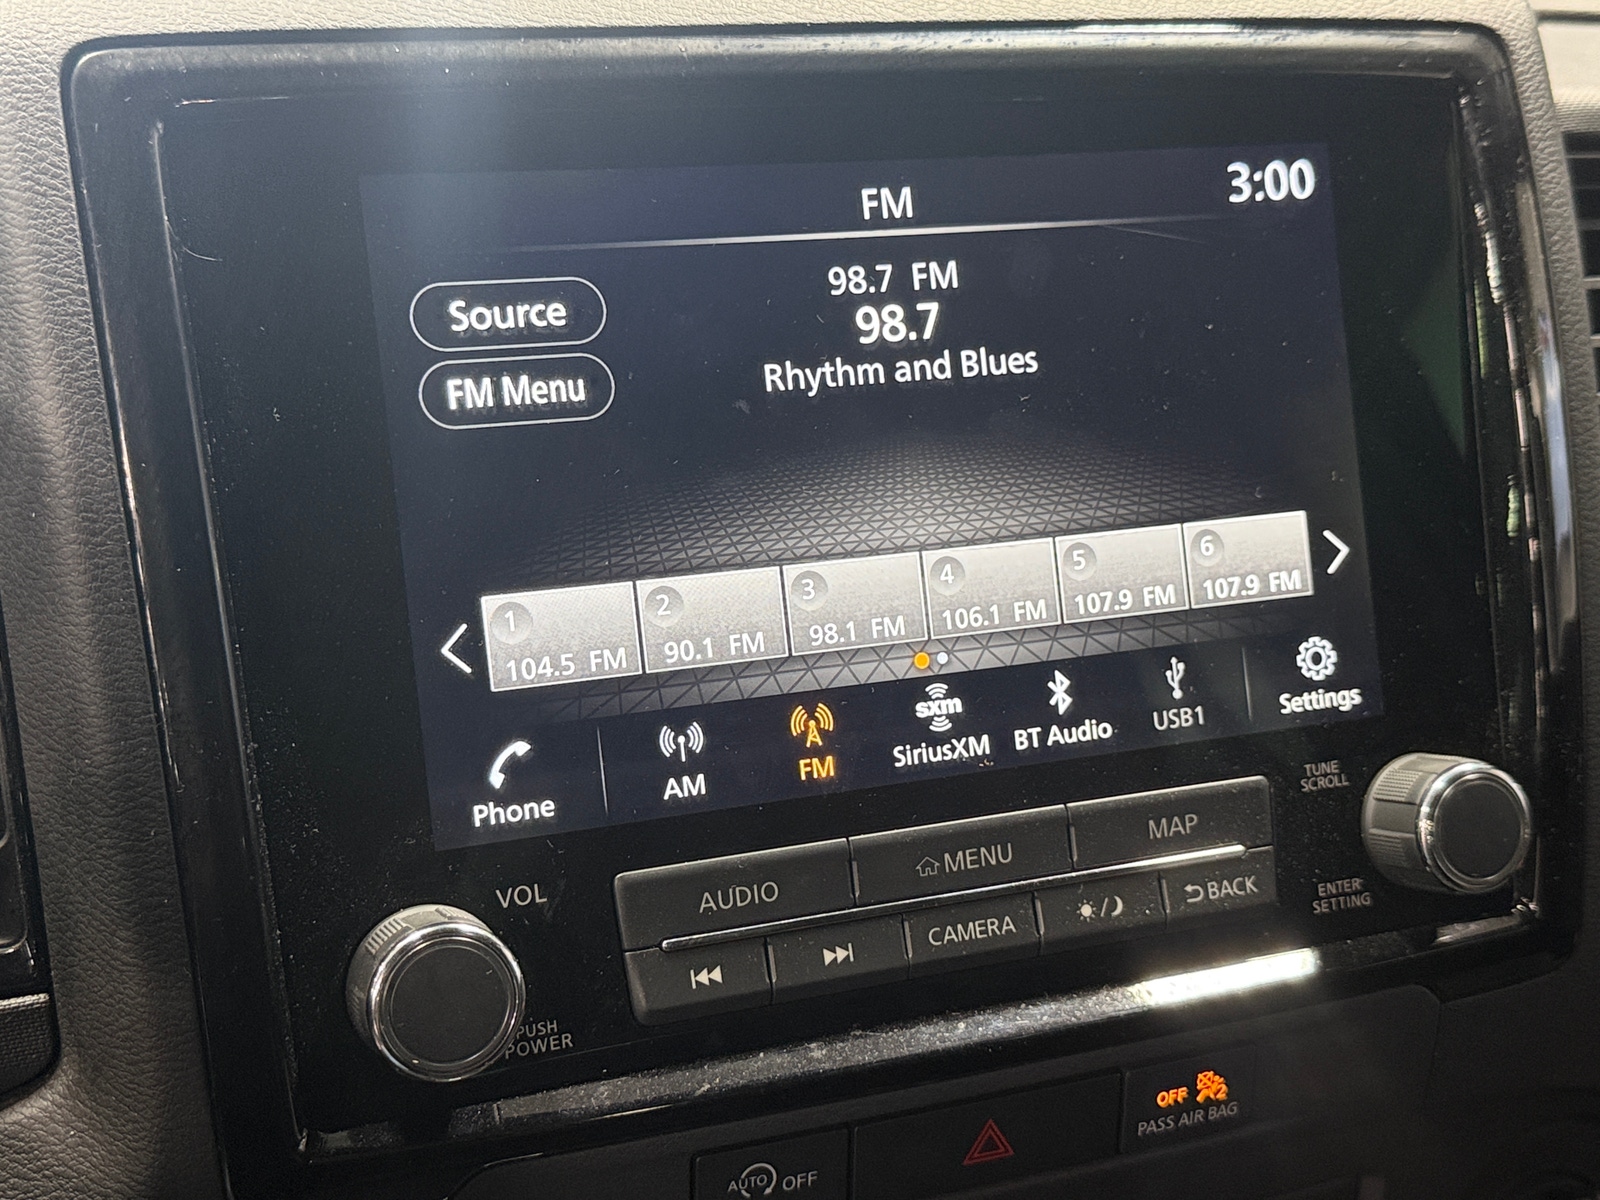 FM
3:00
Source
FM Menu
98.7 FM
98.7
Rhythm and Blues
1
104.5 FM
2
90.1 FM
3
98.1 FM
4
106.1 FM
5
107.9 FM
6
107.9 FM
Phone
AM
FM
sxm
SiriusXM
BT Audio
USB1
Settings
VOL
PUSH
POWER
AUDIO
MENU
MAP
CAMERA
BACK
TUNE
SCROLL
ENTER
SETTING
OFF 2
PASS AIR BAG
AUTO OFF